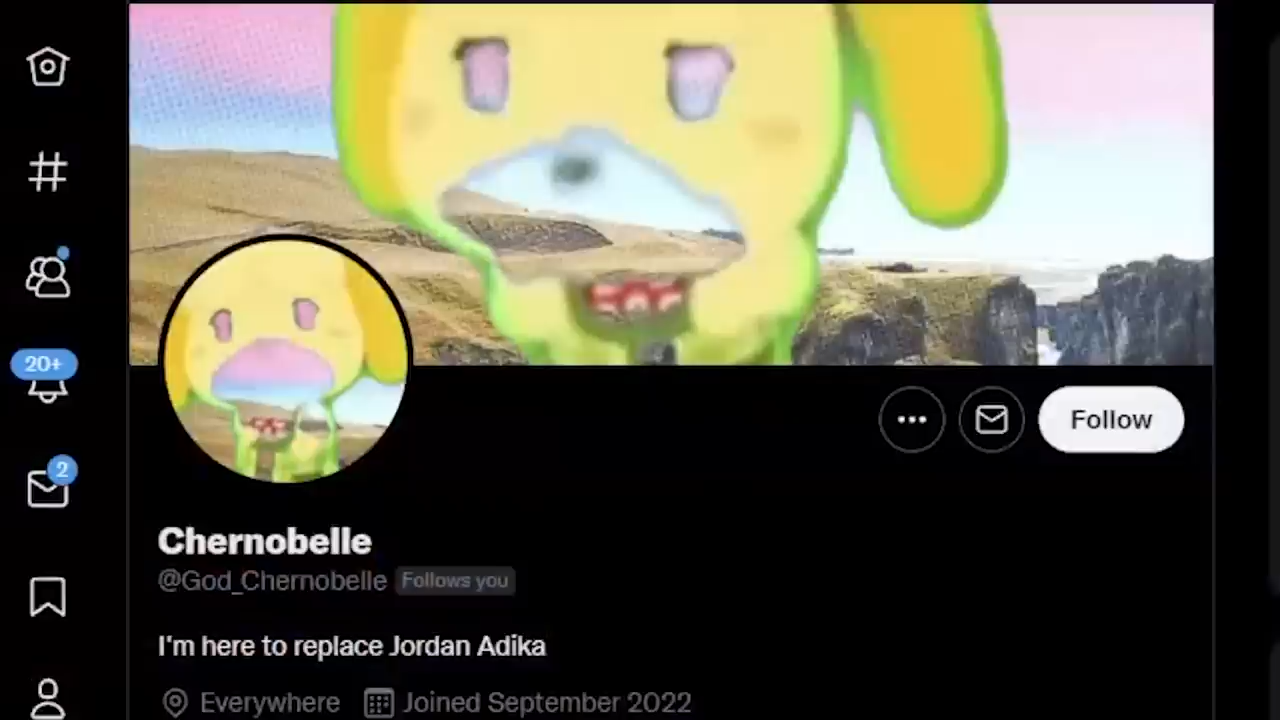 20+
Follow
2
Chernobelle
@God_Chernobelle Follows you
I'm here to replace Jordan Adika
Everywhere Joined September 2022